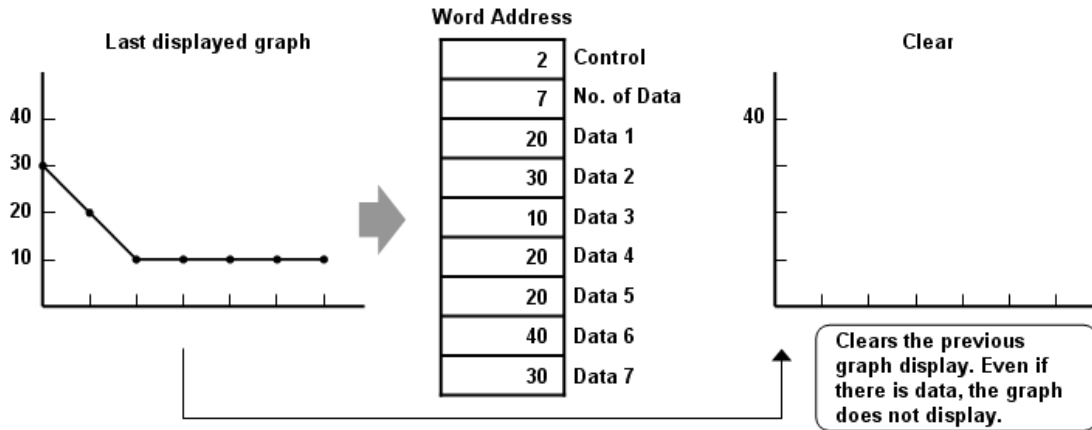 Word Address
Last displayed graph
40
30
20
10
2 Control
7 No. of Data
20 Data 1
30 Data 2
10 Data 3
20 Data 4
20 Data 5
40 Data 6
30 Data 7
Clear
40
Clears the previous
graph display. Even if
there is data, the graph
does not display.